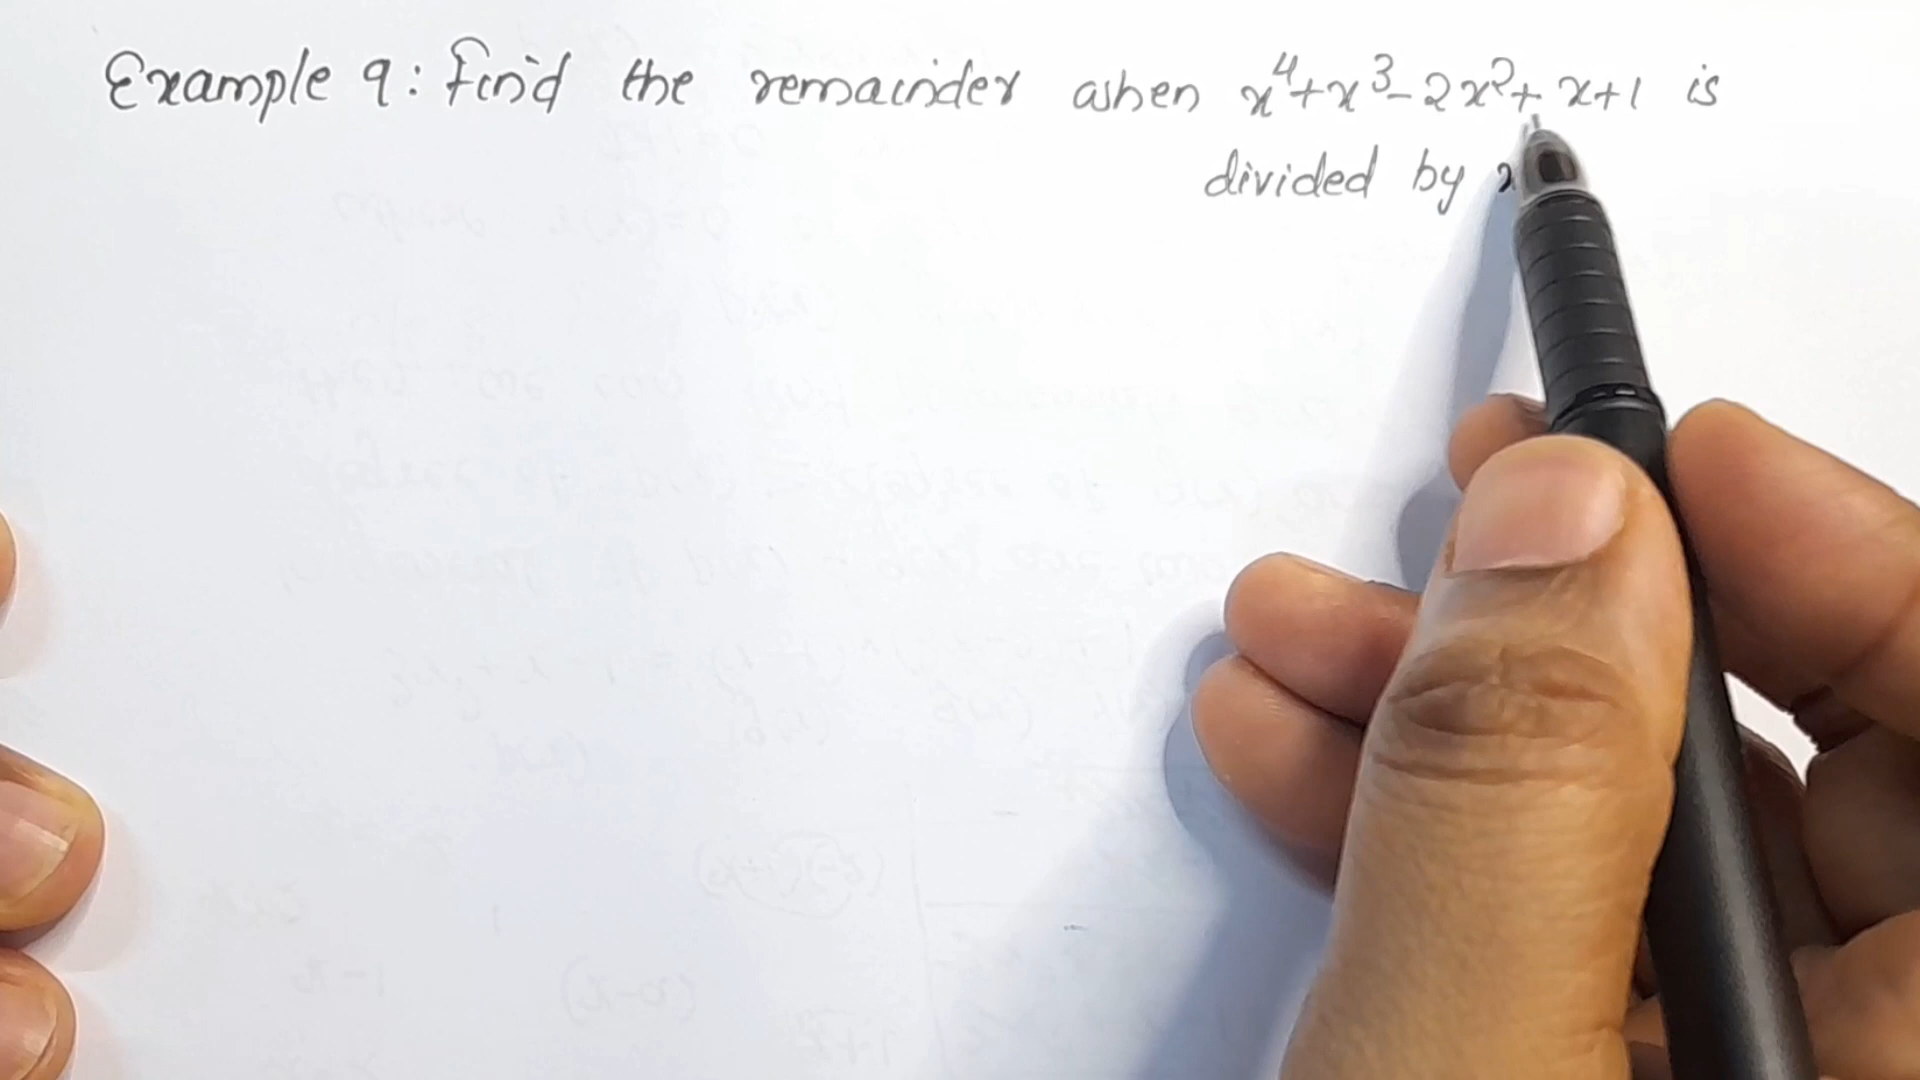 Example 9: Find the remainder when x⁴+x³-2x²+x+1 is
divided by x